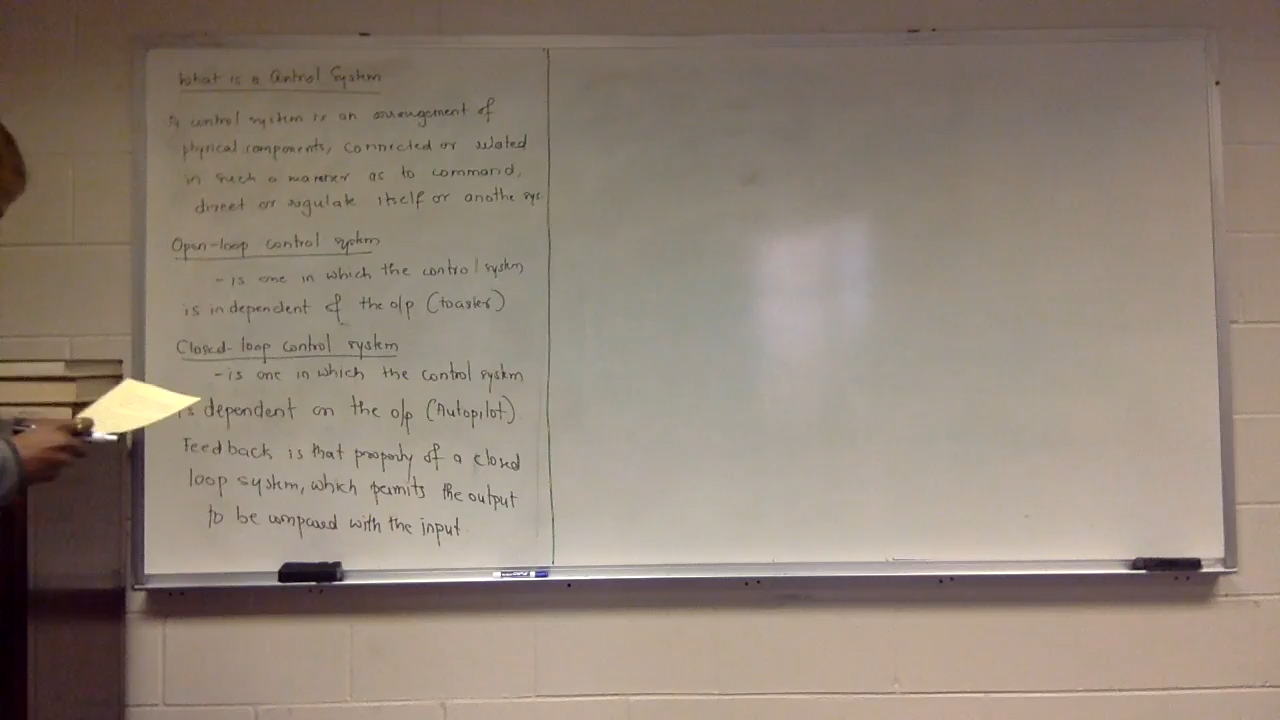 What is a Control System
A control system is an arrangement of
physical components, connected or related
in such a manner as to command,
direct or regulate itself or anothe sys
Open-loop control system
- is one in which the control system
is independent of the o/p (toaster)
Closed-loop control system
- is one in which the control system
is dependent on the o/p (Autopilot).
Feedback is that property of a closed
loop system, which permits the output
to be compared with the input.